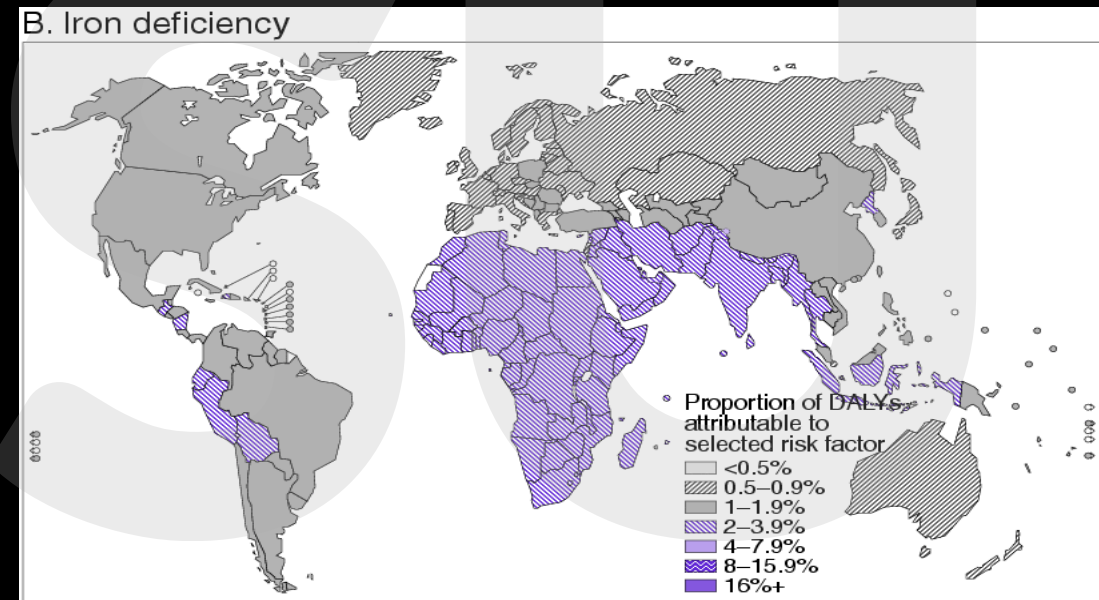 B. Iron deficiency
Proportion of DALYs
attributable to
selected risk factor
<0.5%
0.5–0.9%
1–1.9%
2–3.9%
4–7.9%
8–15.9%
16%+